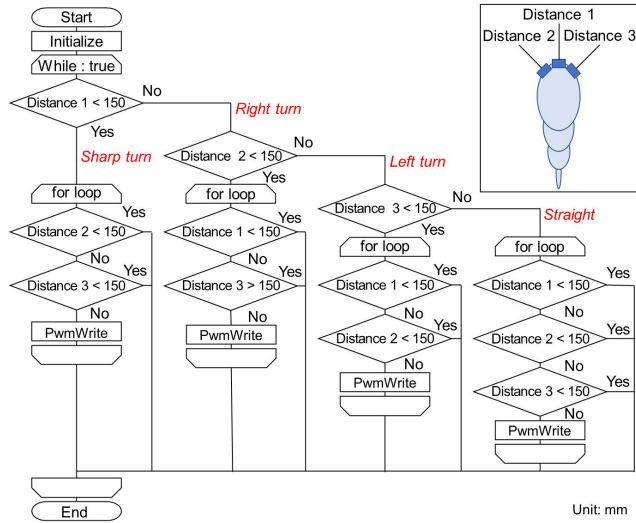 Start
Initialize
While : true
Distance 1 < 150
No
Yes
Right turn
Sharp turn
Distance 2 < 150
No
Yes
Left turn
Distance 3 < 150
No
Yes
Straight
for loop
Distance 2 < 150
Yes
No
Distance 3 < 150
Yes
No
PwmWrite
for loop
Distance 1 < 150
Yes
No
Distance 3 > 150
Yes
No
PwmWrite
for loop
Distance 1 < 150
Yes
No
Distance 2 < 150
Yes
No
PwmWrite
for loop
Distance 1 < 150
Yes
No
Distance 2 < 150
Yes
No
Distance 3 < 150
Yes
No
PwmWrite
End
Distance 1
Distance 2
Distance 3
Unit: mm